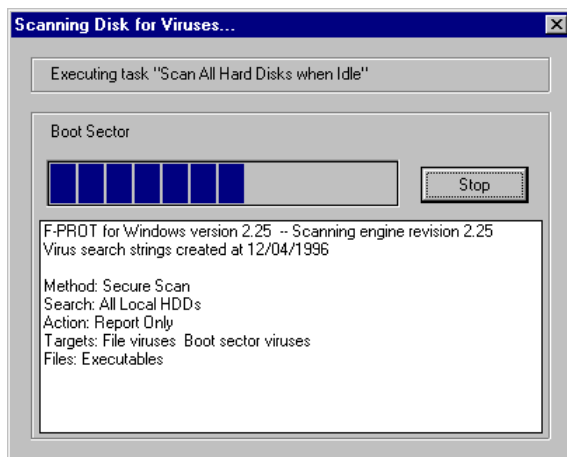 Scanning Disk for Viruses...
Executing task "Scan All Hard Disks when Idle"
Boot Sector
Stop
F-PROT for Windows version 2.25  -- Scanning engine revision 2.25
Virus search strings created at 12/04/1996
Method: Secure Scan
Search: All Local HDDs
Action: Report Only
Targets: File viruses  Boot sector viruses
Files: Executables